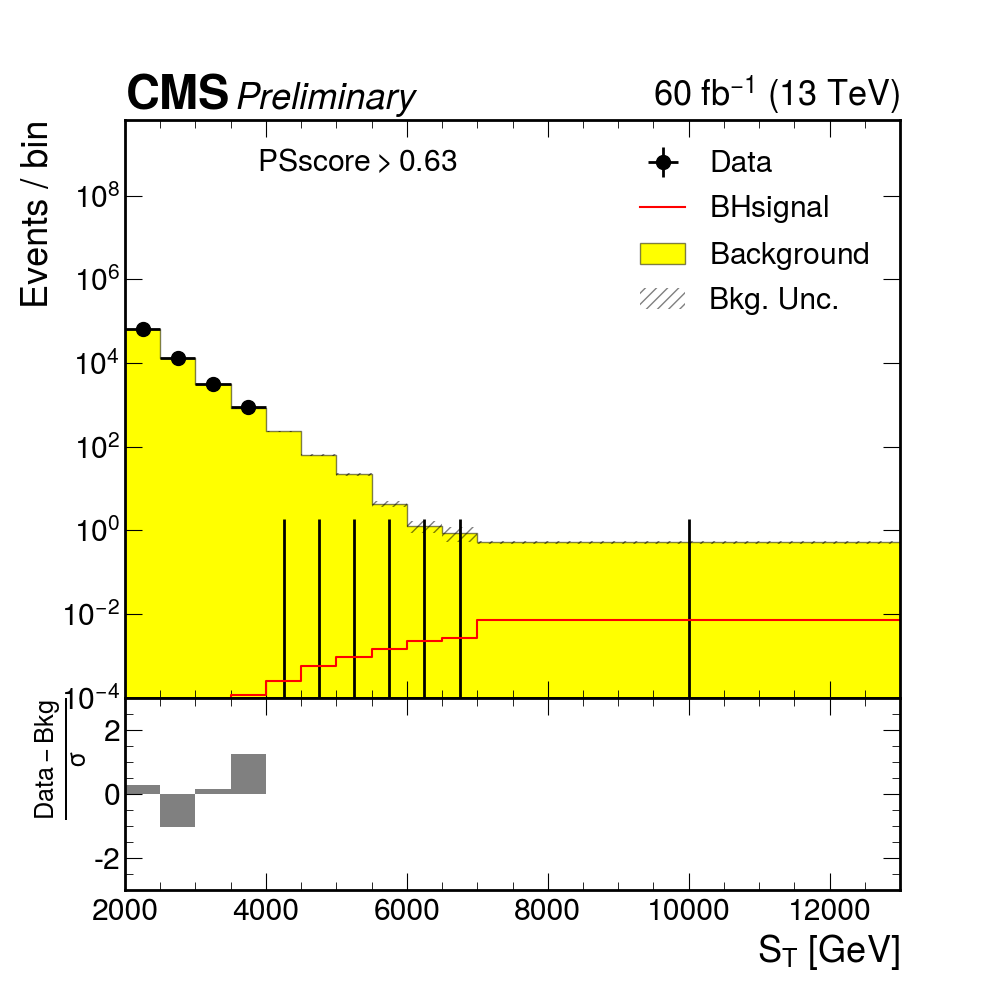 CMS Preliminary 60 fb⁻¹ (13 TeV)
Events / bin
PSscore > 0.63
Data
BHsignal
Background
Bkg. Unc.
10⁸
10⁶
10⁴
10²
10⁰
10⁻²
10⁻⁴
Data − Bkg
σ
2
0
-2
2000 4000 6000 8000 10000 12000
S_T [GeV]